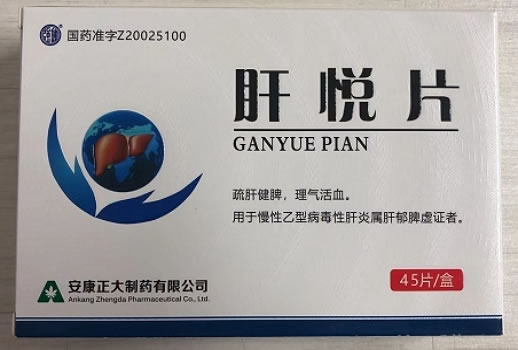 国药准字Z20025100
肝悦片
GANYUE PIAN
疏肝健脾，理气活血。
用于慢性乙型病毒性肝炎属肝郁脾虚证者。
安康正大制药有限公司
Ankang Zhengda Pharmaceutical Co., Ltd.
45片/盒